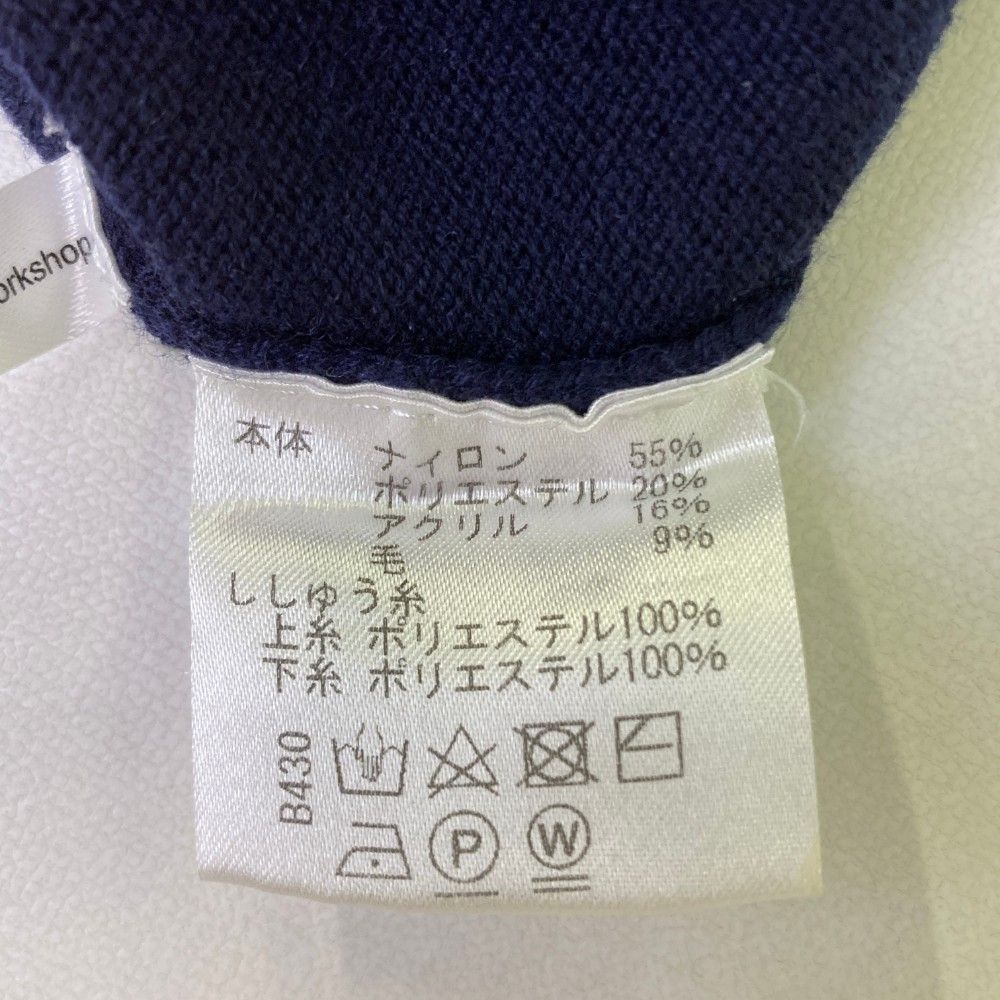 orkshop
本体 ナイロン 55%
ポリエステル 20%
アクリル 16%
毛 9%
ししゅう糸
上糸 ポリエステル100%
下糸 ポリエステル100%
B430
P
W